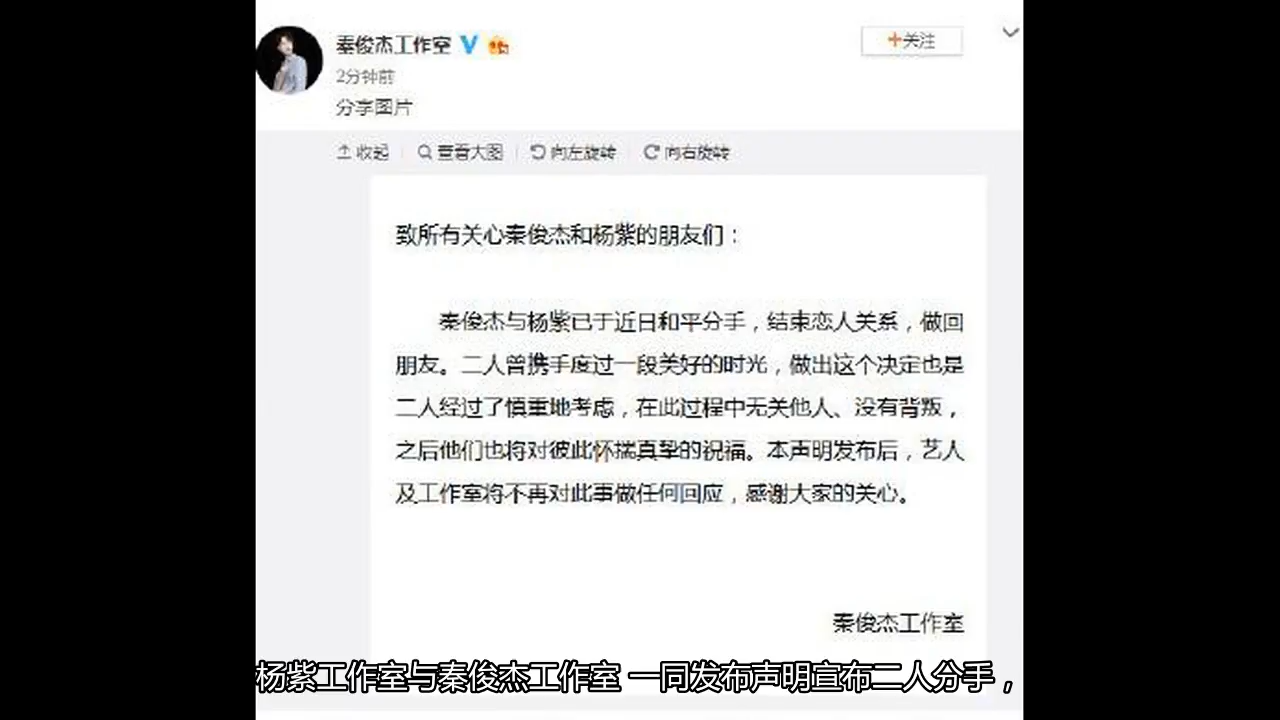 秦俊杰工作室
+关注
2分钟前
分享图片
收起 查看大图 向左旋转 向右旋转
致所有关心秦俊杰和杨紫的朋友们：
秦俊杰与杨紫已于近日和平分手，结束恋人关系，做回
朋友。二人曾携手度过一段美好的时光，做出这个决定也是
二人经过了慎重地考虑，在此过程中无关他人、没有背叛，
之后他们也将对彼此怀揣真挚的祝福。本声明发布后，艺人
及工作室将不再对此事做任何回应，感谢大家的关心。
秦俊杰工作室
杨紫工作室与秦俊杰工作室 一同发布声明宣布二人分手，